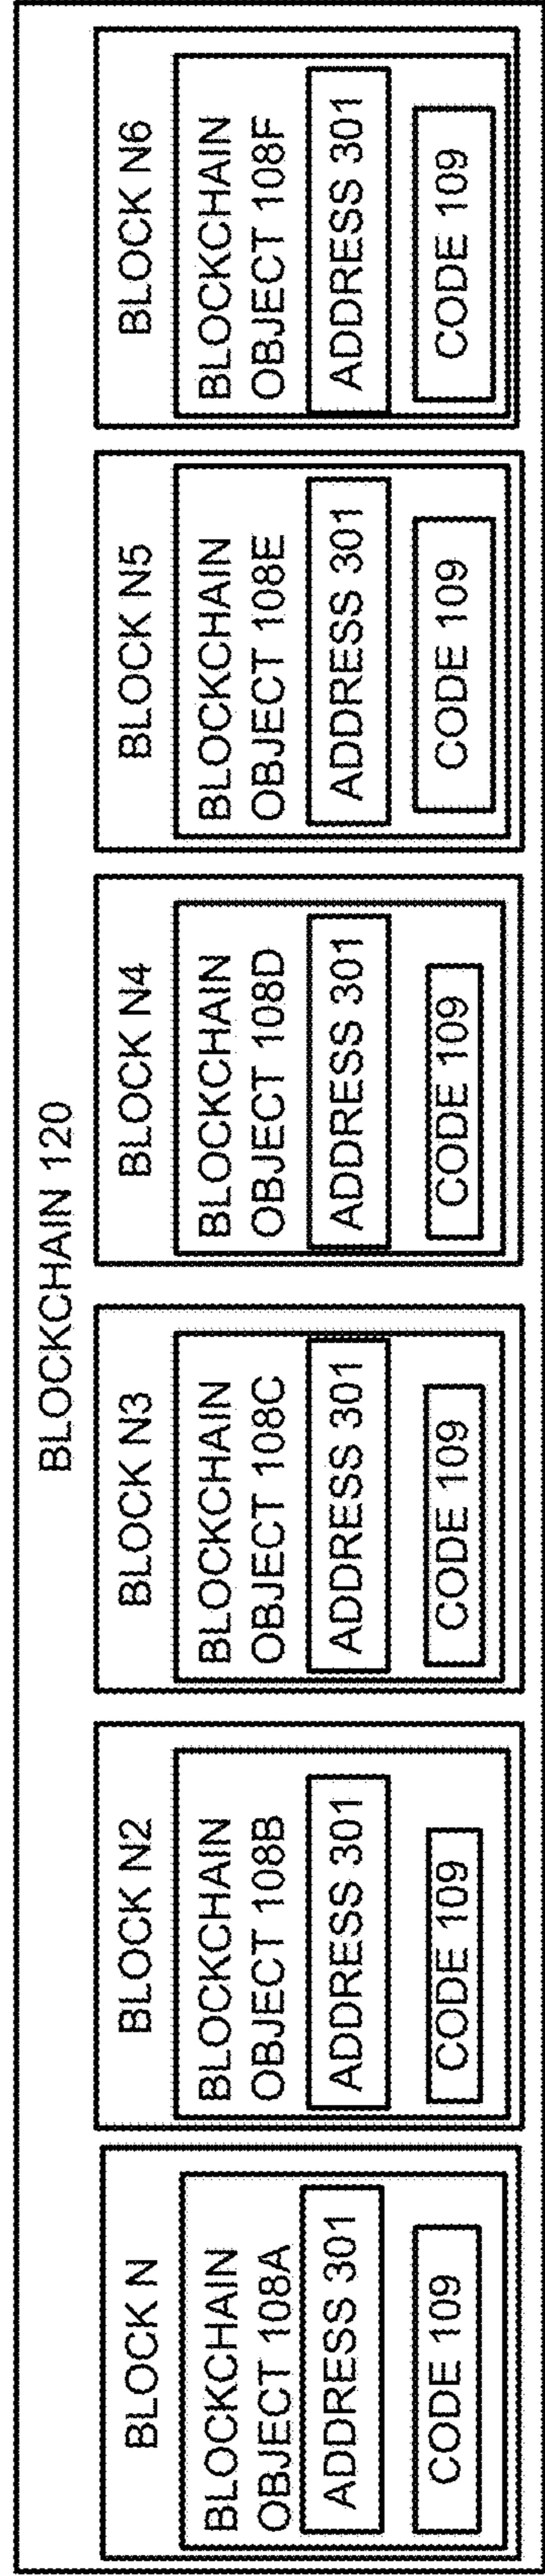 BLOCKCHAIN 120
BLOCK N
BLOCKCHAIN
OBJECT 108A
ADDRESS 301
CODE 109
BLOCK N2
BLOCKCHAIN
OBJECT 108B
ADDRESS 301
CODE 109
BLOCK N3
BLOCKCHAIN
OBJECT 108C
ADDRESS 301
CODE 109
BLOCK N4
BLOCKCHAIN
OBJECT 108D
ADDRESS 301
CODE 109
BLOCK N5
BLOCKCHAIN
OBJECT 108E
ADDRESS 301
CODE 109
BLOCK N6
BLOCKCHAIN
OBJECT 108F
ADDRESS 301
CODE 109